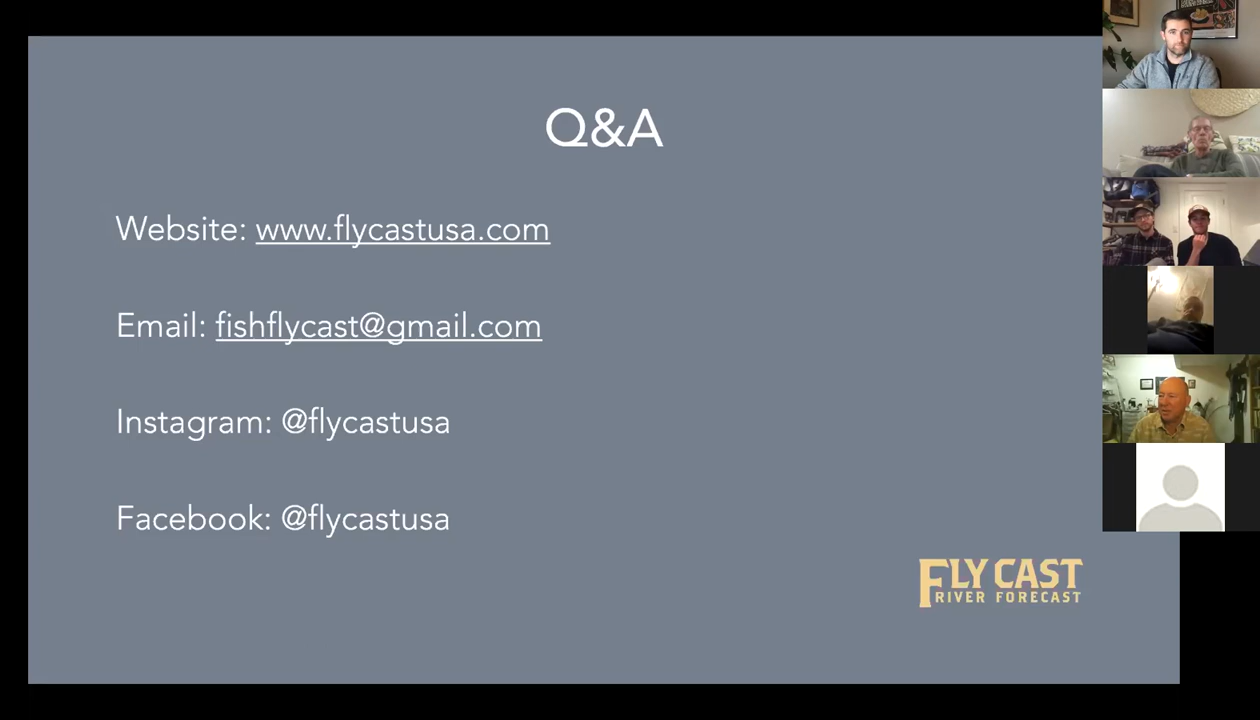 Q&A
Website: www.flycastusa.com
Email: fishflycast@gmail.com
Instagram: @flycastusa
Facebook: @flycastusa
FLY CAST
RIVER FORECAST